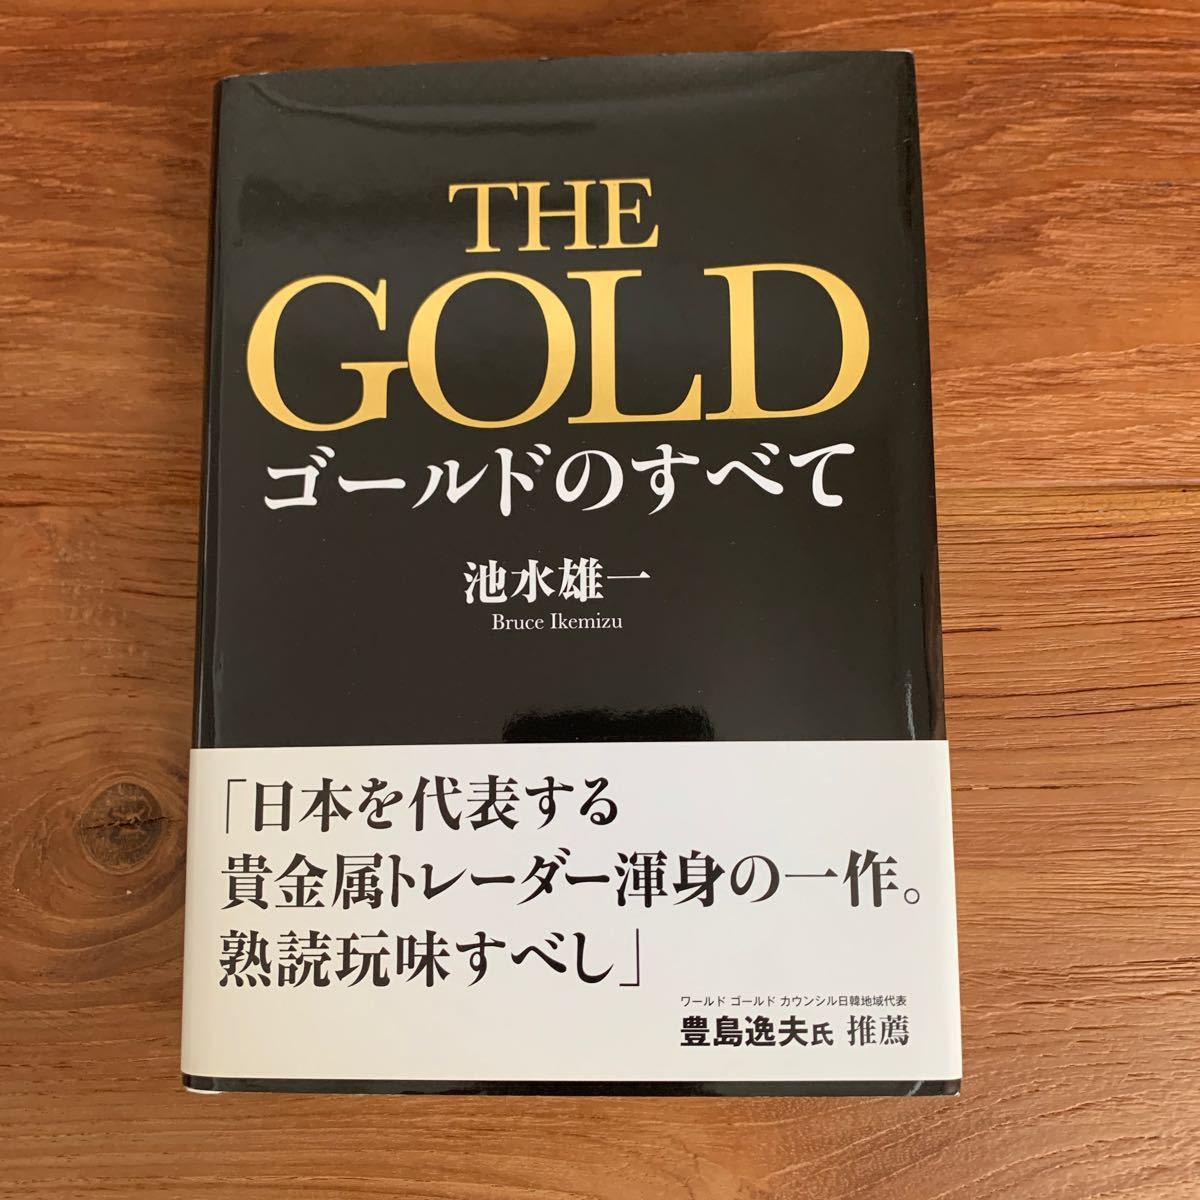 THE
GOLD
ゴールドのすべて
池水雄一
Bruce Ikemizu
「日本を代表する
貴金属トレーダー渾身の一作。
熟読玩味すべし」
ワールド ゴールド カウンシル日韓地域代表
豊島逸夫氏 推薦